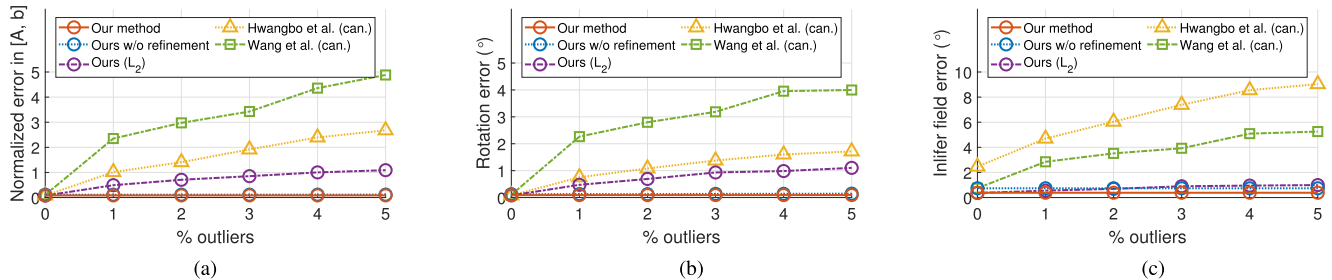 Our method
Ours w/o refinement
Ours (L2)
Hwangbo et al. (can.)
Wang et al. (can.)
Normalized error in [A, b]
5
4
3
2
1
0
0 1 2 3 4 5
% outliers
(a)
Our method
Ours w/o refinement
Ours (L2)
Hwangbo et al. (can.)
Wang et al. (can.)
Rotation error (°)
5
4
3
2
1
0
0 1 2 3 4 5
% outliers
(b)
Our method
Ours w/o refinement
Ours (L2)
Hwangbo et al. (can.)
Wang et al. (can.)
Inlifer field error (°)
10
8
6
4
2
0
0 1 2 3 4 5
% outliers
(c)